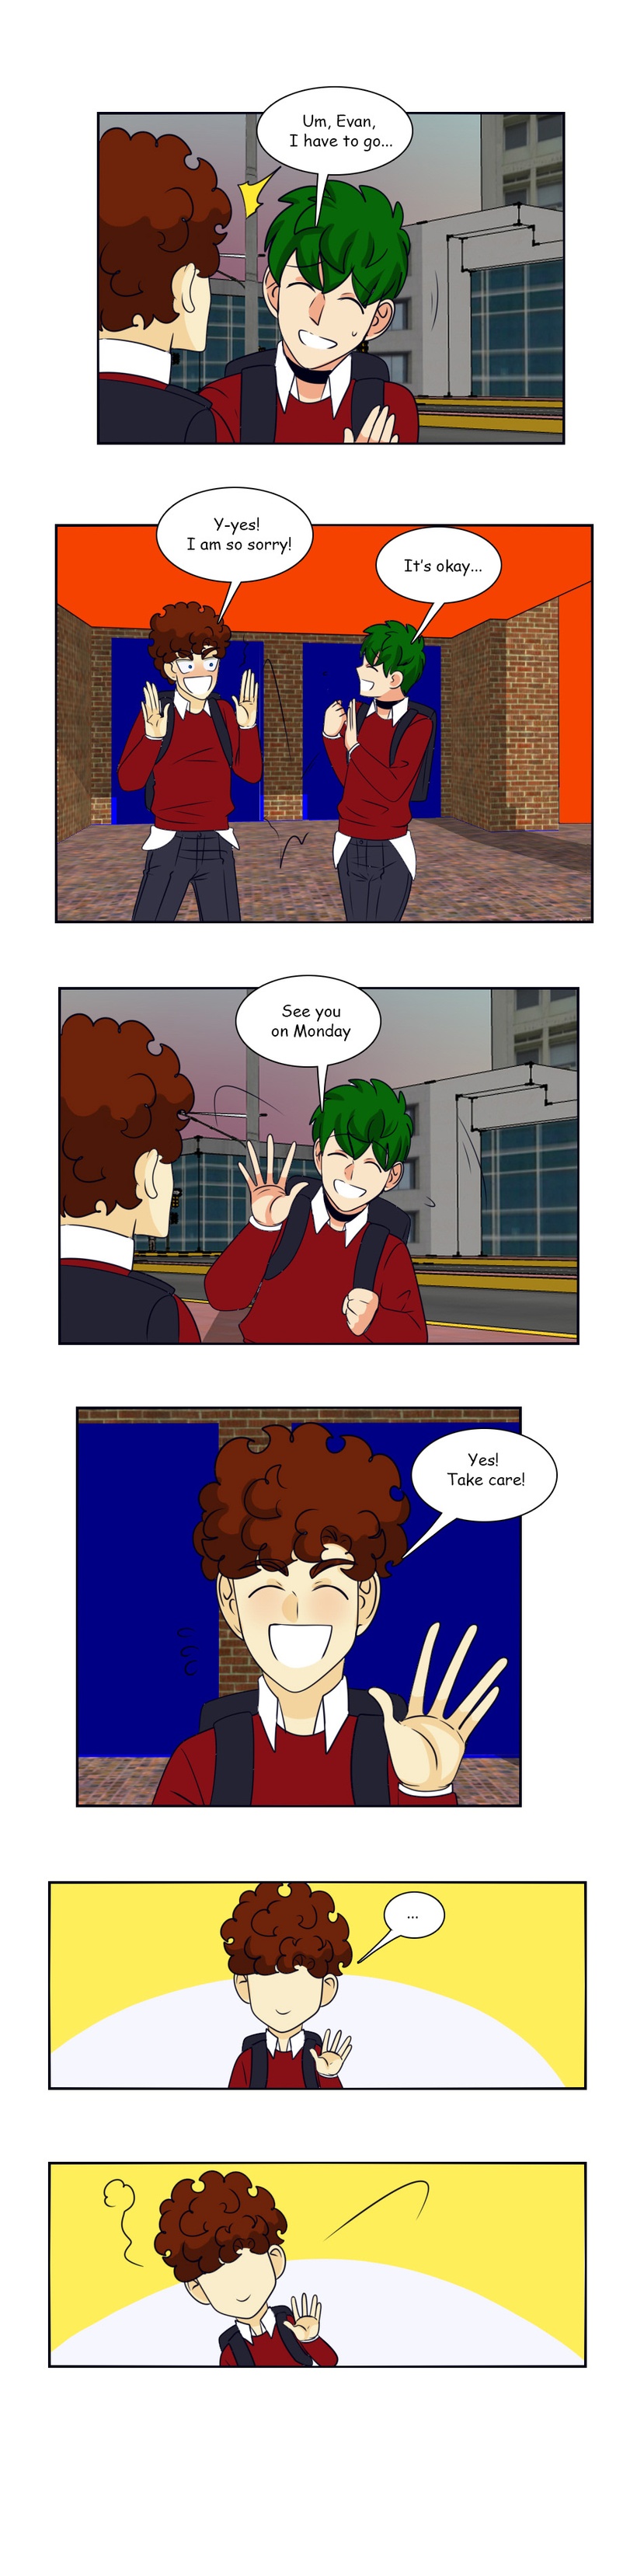 Um, Evan,
I have to go...
Y-yes!
I am so sorry!
It's okay...
See you
on Monday
Yes!
Take care!
...